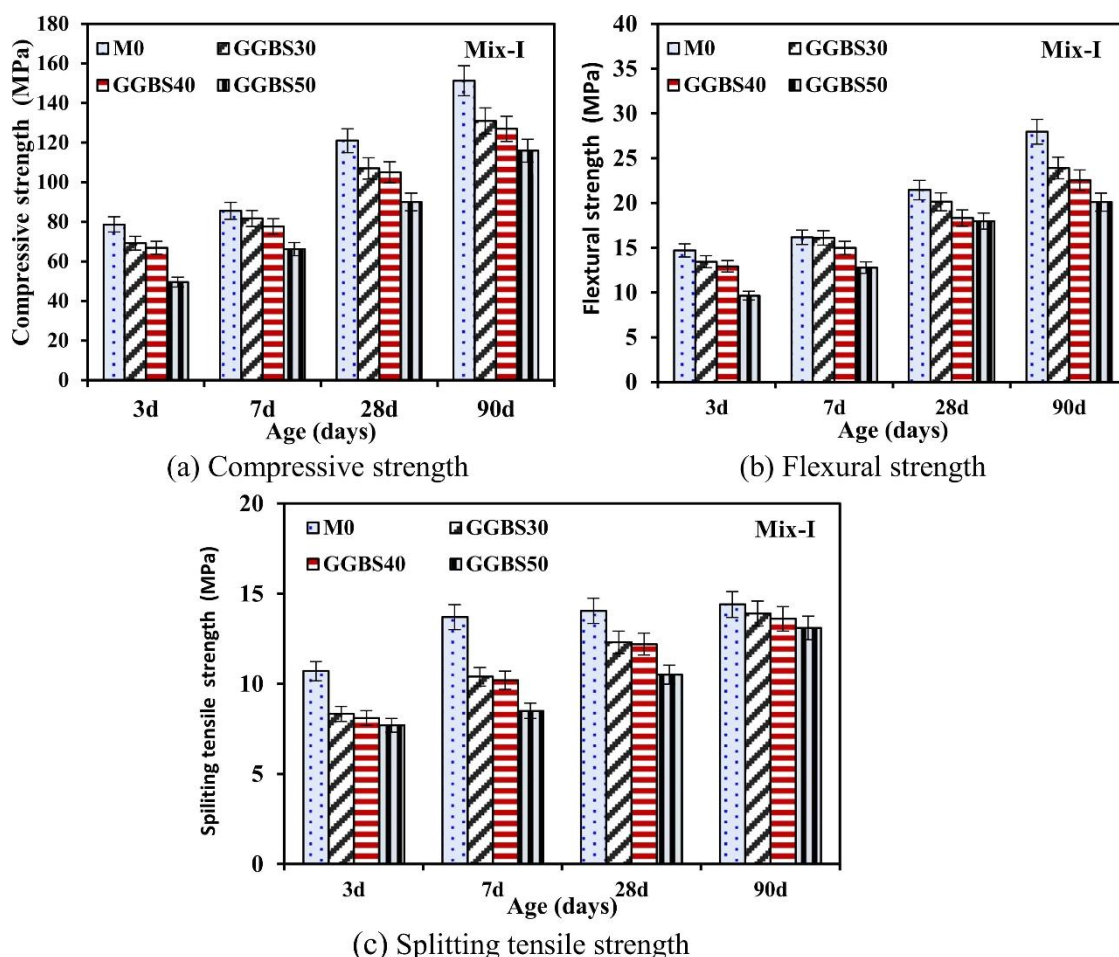 Compressive strength (MPa)
180
160
140
120
100
80
60
40
20
0
M0
GGBS30
Mix-I
GGBS40
GGBS50
3d
7d
28d
90d
Age (days)
(a) Compressive strength
Flextural strength (MPa)
40
35
30
25
20
15
10
5
0
M0
GGBS30
Mix-I
GGBS40
GGBS50
3d
7d
28d
90d
Age (days)
(b) Flexural strength
Spiliting tensile strength (MPa)
20
15
10
5
0
M0
GGBS30
Mix-I
GGBS40
GGBS50
3d
7d
28d
90d
Age (days)
(c) Splitting tensile strength